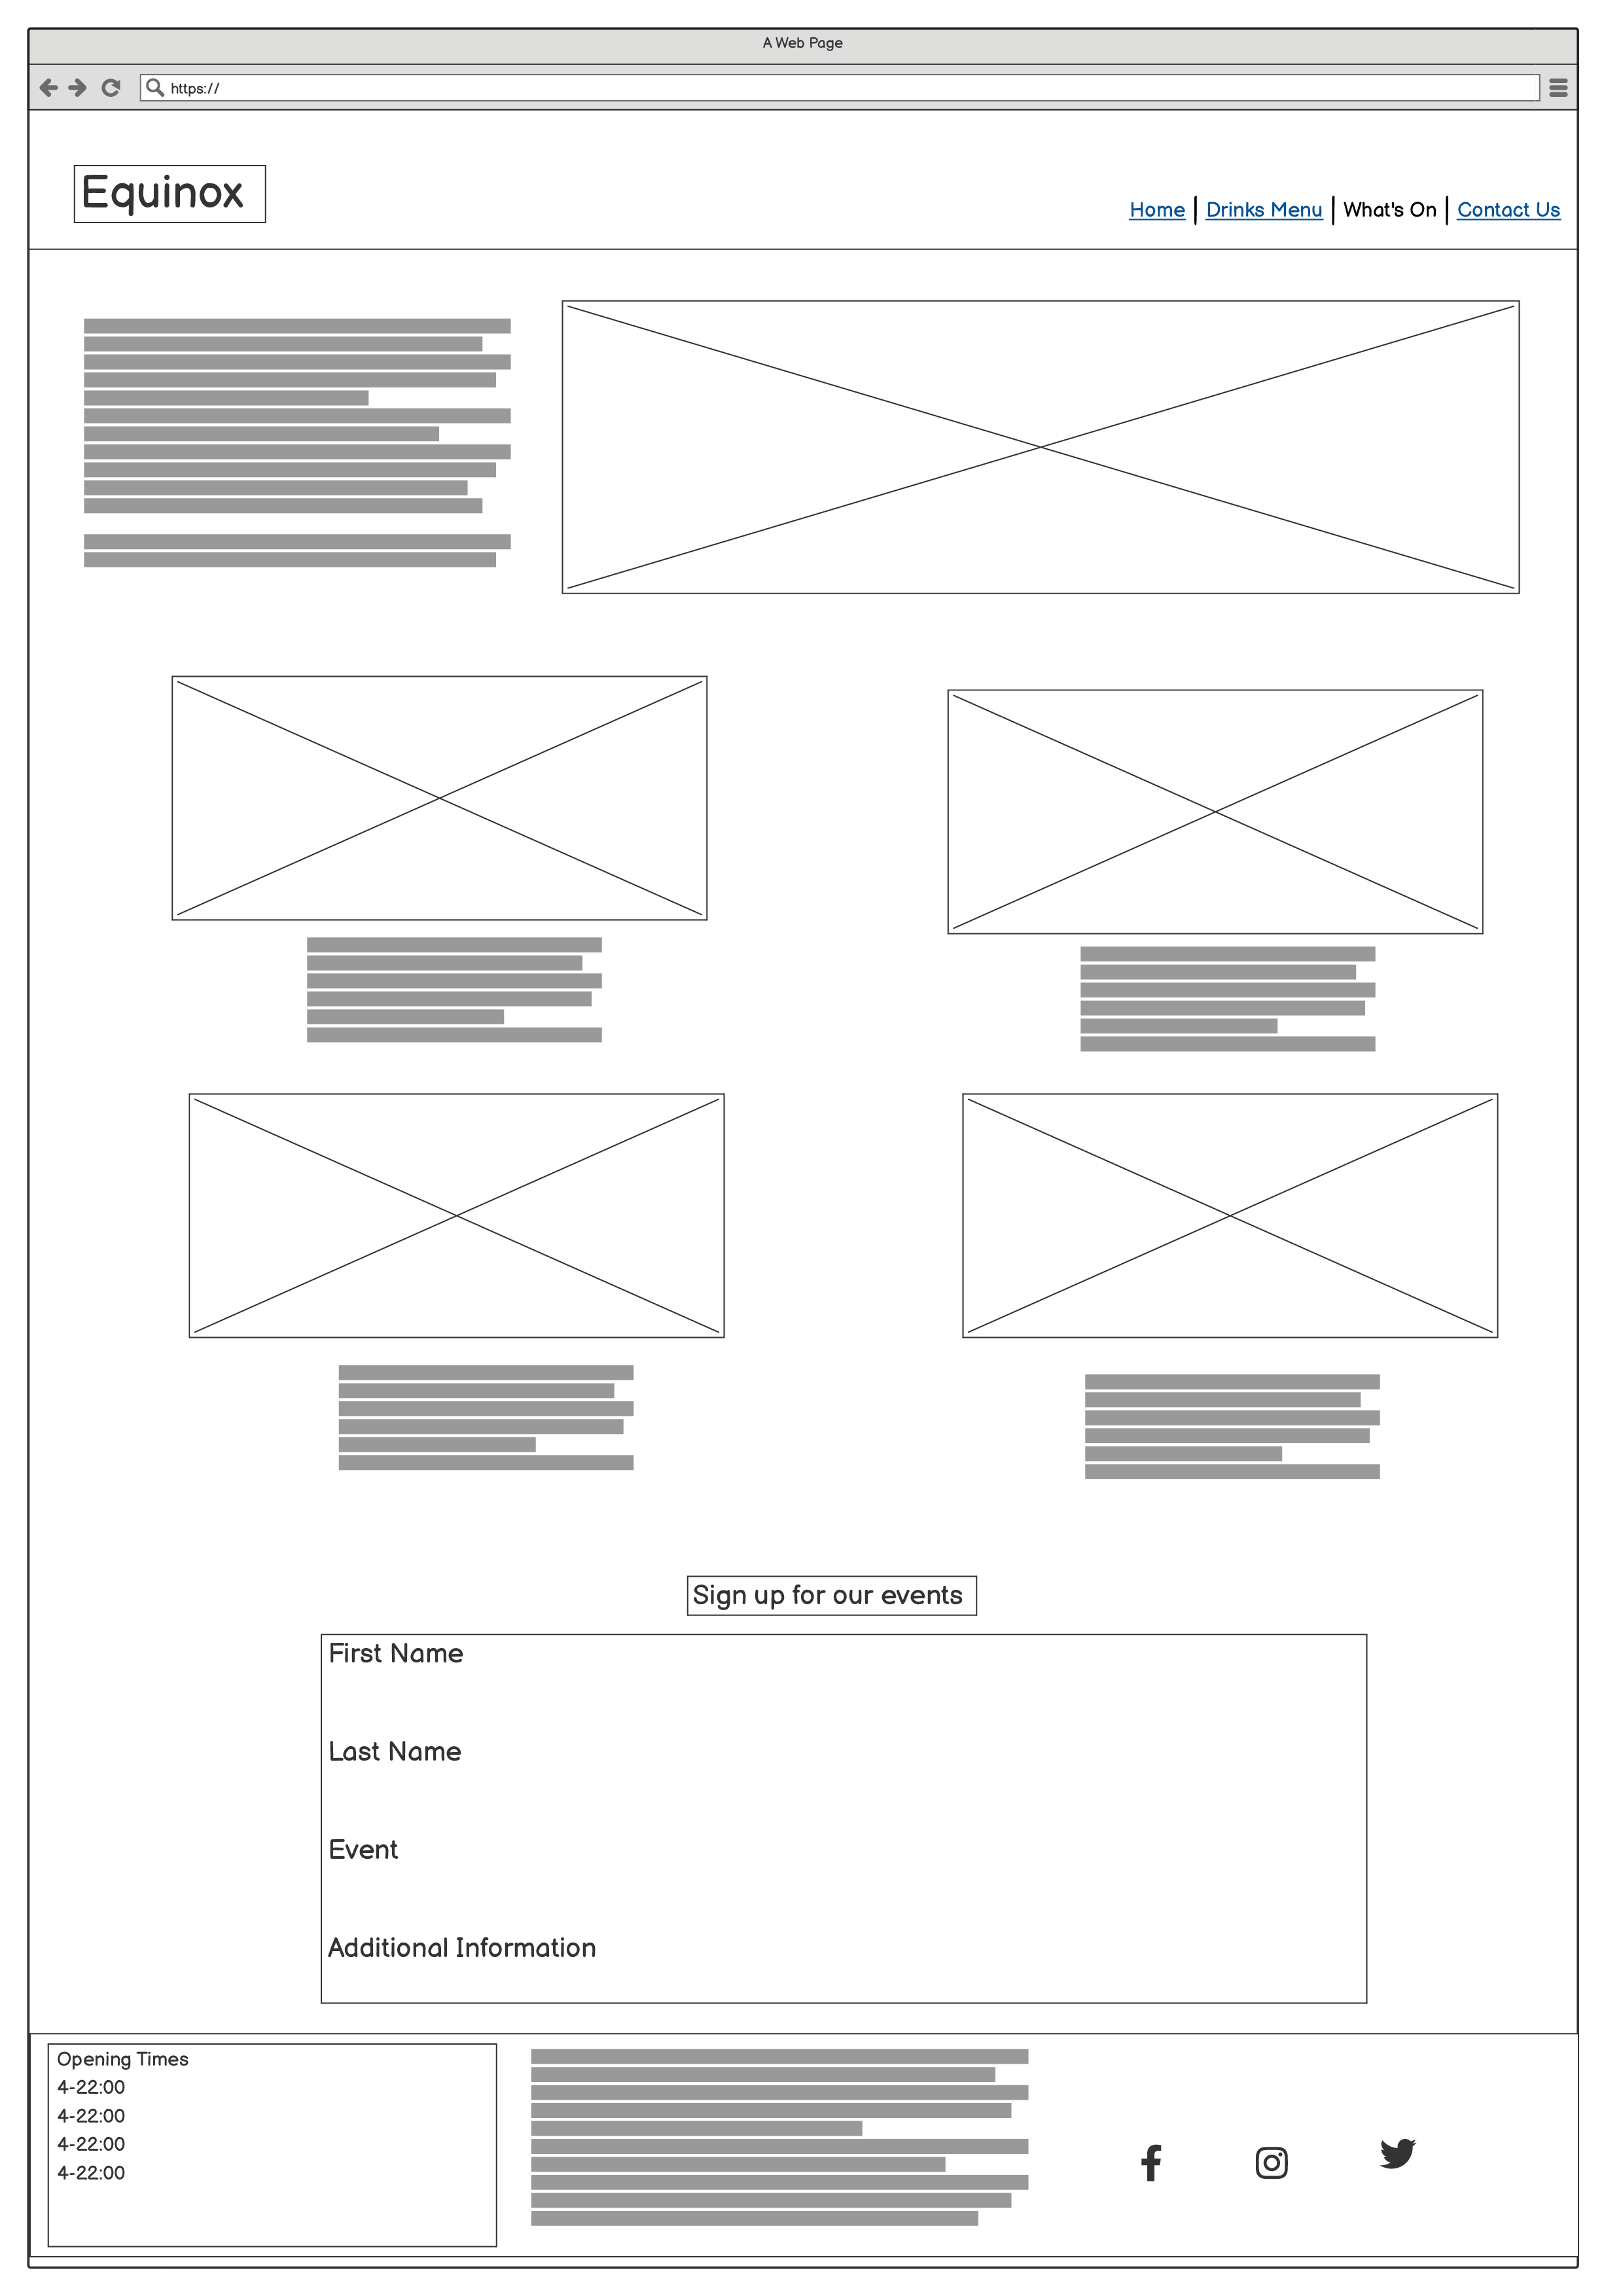 A Web Page
https://
Equinox
Home | Drinks Menu | What's On | Contact Us
Sign up for our events
First Name
Last Name
Event
Additional Information
Opening Times
4-22:00
4-22:00
4-22:00
4-22:00